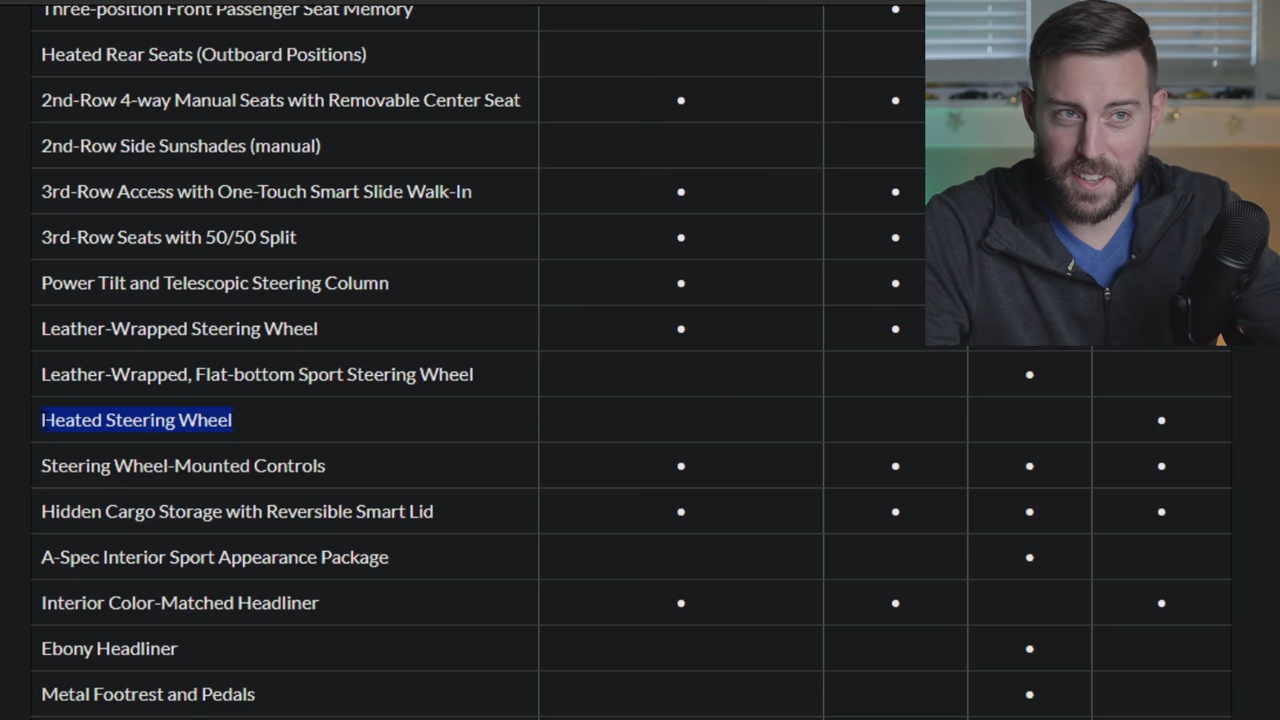 Three-position Front Passenger Seat Memory
Heated Rear Seats (Outboard Positions)
2nd-Row 4-way Manual Seats with Removable Center Seat
2nd-Row Side Sunshades (manual)
3rd-Row Access with One-Touch Smart Slide Walk-In
3rd-Row Seats with 50/50 Split
Power Tilt and Telescopic Steering Column
Leather-Wrapped Steering Wheel
Leather-Wrapped, Flat-bottom Sport Steering Wheel
Heated Steering Wheel
Steering Wheel-Mounted Controls
Hidden Cargo Storage with Reversible Smart Lid
A-Spec Interior Sport Appearance Package
Interior Color-Matched Headliner
Ebony Headliner
Metal Footrest and Pedals